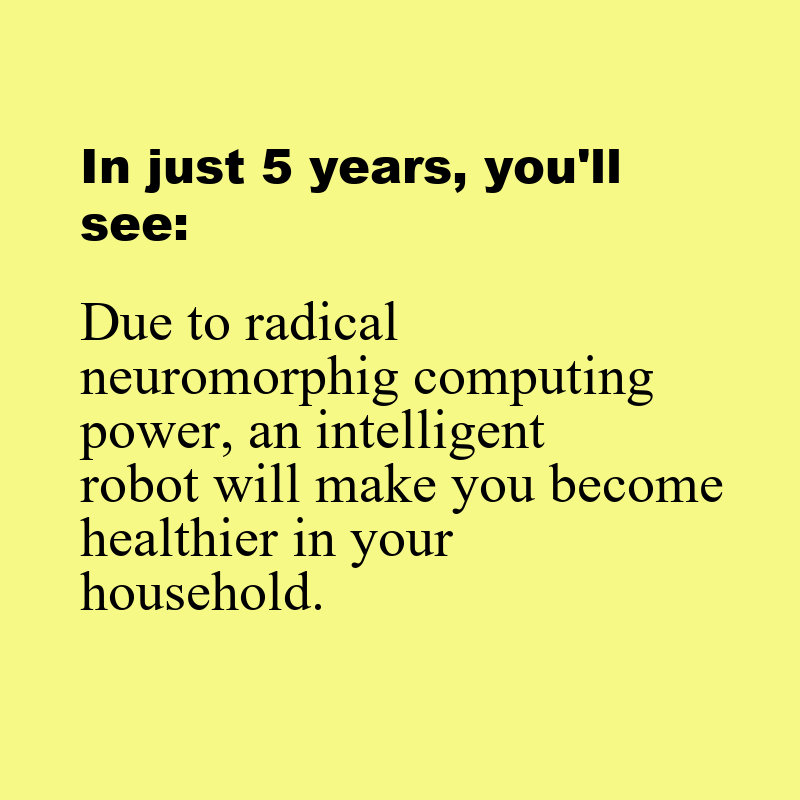 In just 5 years, you'll
see:
Due to radical
neuromorphig computing
power, an intelligent
robot will make you become
healthier in your
household.